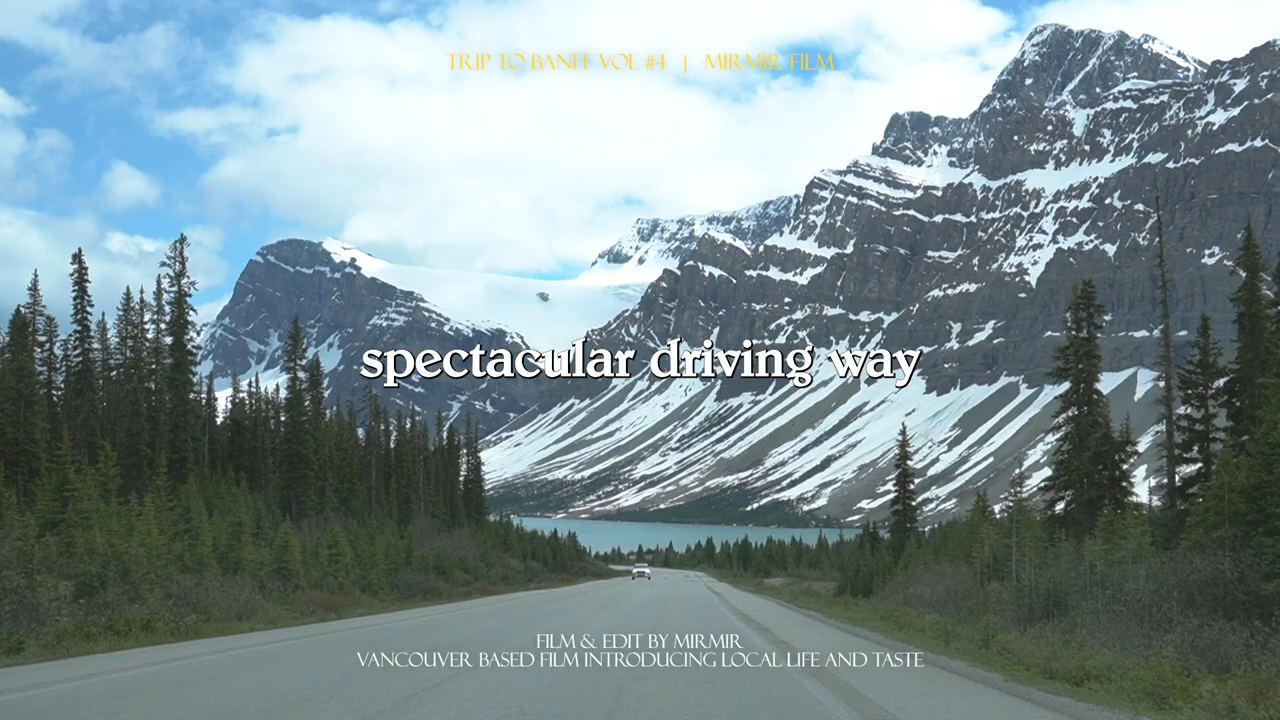 TRIP TO BANFF VOL #4 | MIRMIR FILM
spectacular driving way
FILM & EDIT BY MIRMIR
VANCOUVER BASED FILM INTRODUCING LOCAL LIFE AND TASTE